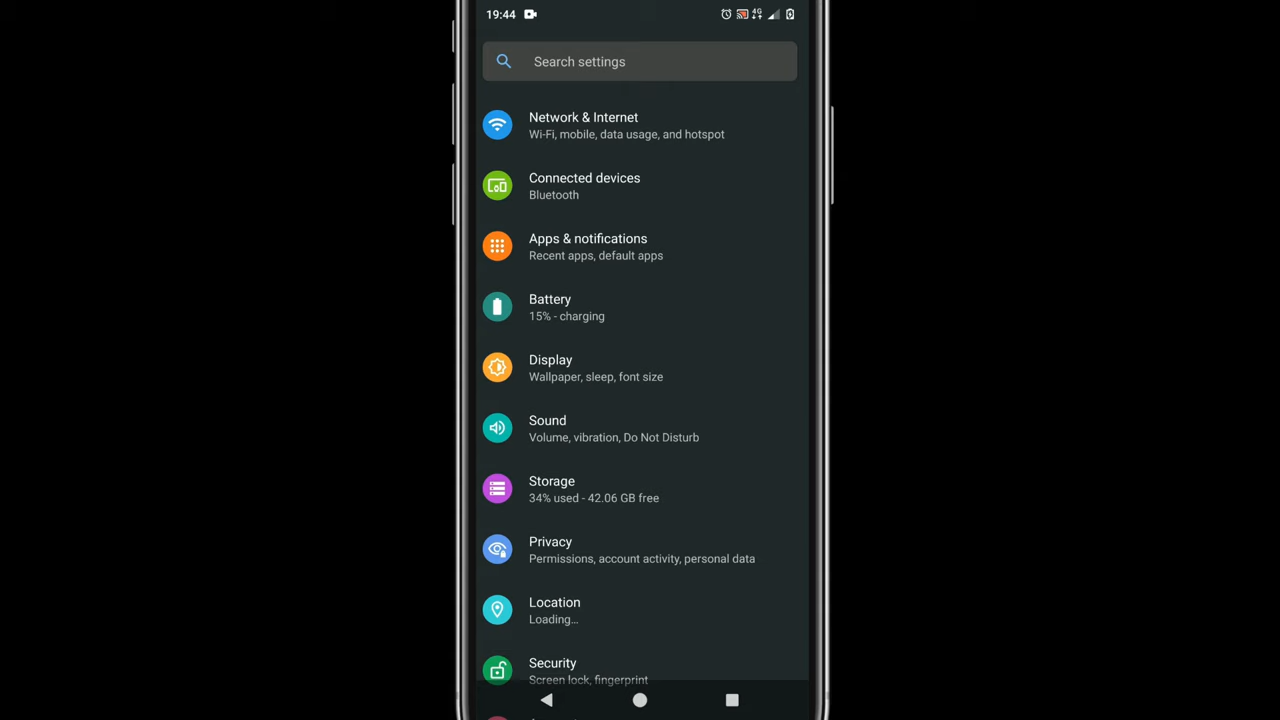 19:44
4G
Search settings
Network & Internet
Wi-Fi, mobile, data usage, and hotspot
Connected devices
Bluetooth
Apps & notifications
Recent apps, default apps
Battery
15% - charging
Display
Wallpaper, sleep, font size
Sound
Volume, vibration, Do Not Disturb
Storage
34% used - 42.06 GB free
Privacy
Permissions, account activity, personal data
Location
Loading…
Security
Screen lock, fingerprint